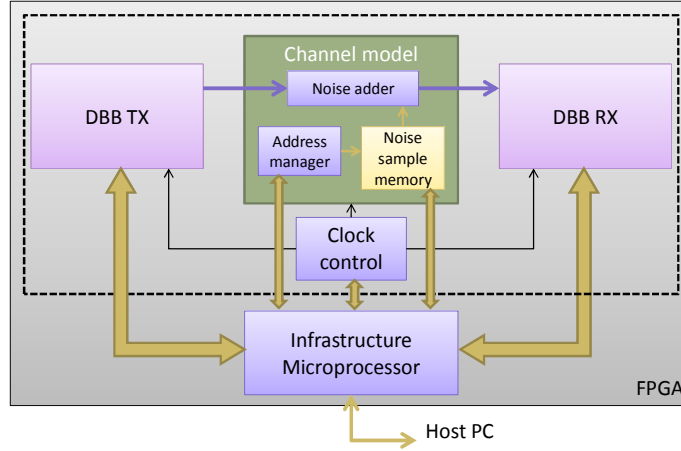 Channel model
Noise adder
DBB TX
DBB RX
Address
manager
Noise
sample
memory
Clock
control
Infrastructure
Microprocessor
FPGA
Host PC